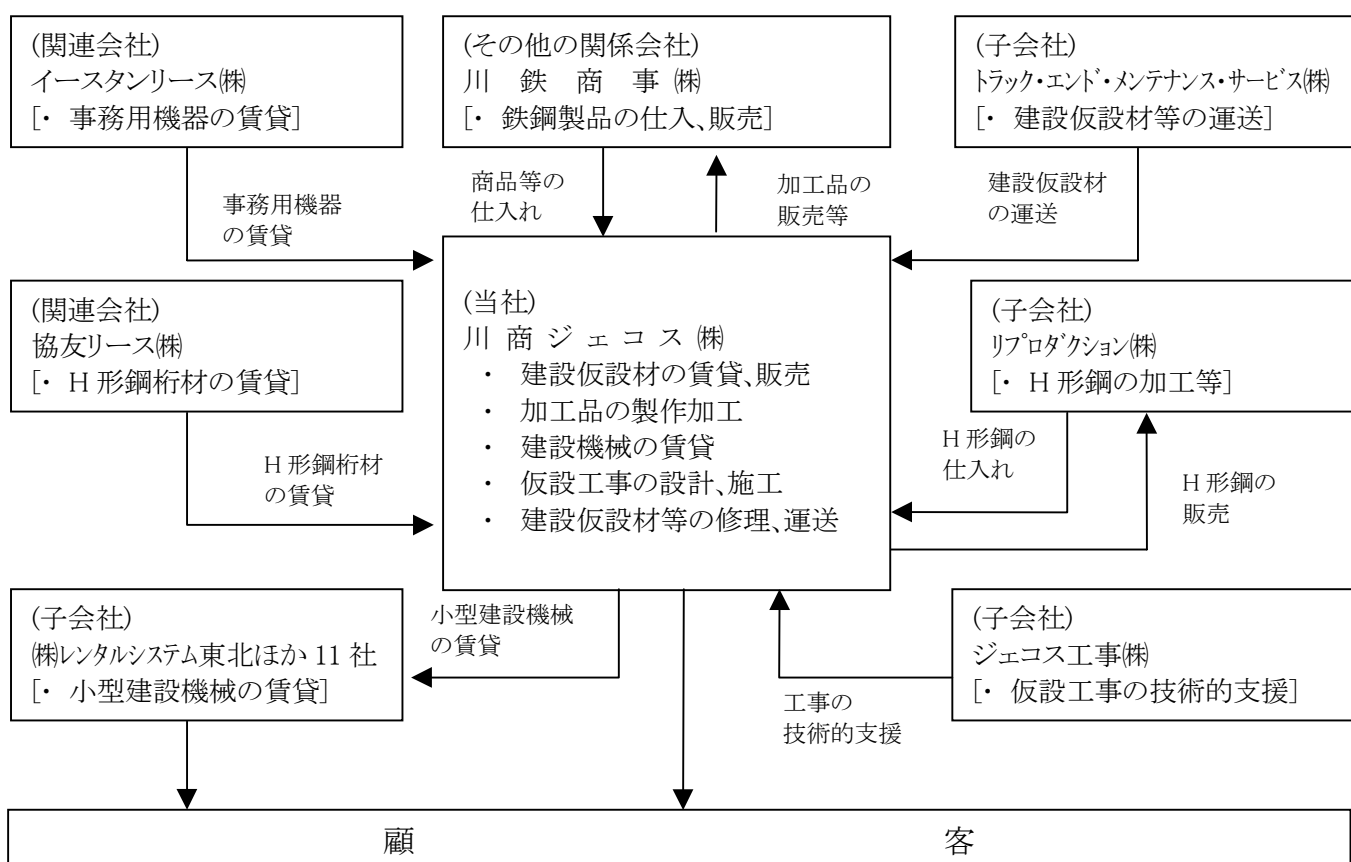 (関連会社)
イースタンリース㈱
[・ 事務用機器の賃貸]
(その他の関係会社)
川 鉄 商 事 ㈱
[・ 鉄鋼製品の仕入、販売]
(子会社)
トラック・エンド・メンテナンス・サービス㈱
[・ 建設仮設材等の運送]
事務用機器
の賃貸
商品等の
仕入れ
加工品の
販売等
建設仮設材
の運送
(関連会社)
協友リース㈱
[・ H 形鋼桁材の賃貸]
(当社)
川 商 ジ ェ コ ス ㈱
・ 建設仮設材の賃貸、販売
・ 加工品の製作加工
・ 建設機械の賃貸
・ 仮設工事の設計、施工
・ 建設仮設材等の修理、運送
(子会社)
リプロダクション㈱
[・ H 形鋼の加工等]
H 形鋼桁材
の賃貸
H 形鋼の
仕入れ
H 形鋼の
販売
(子会社)
㈱レンタルシステム東北ほか 11 社
[・ 小型建設機械の賃貸]
小型建設機械
の賃貸
工事の
技術的支援
(子会社)
ジェコス工事㈱
[・ 仮設工事の技術的支援]
顧 客